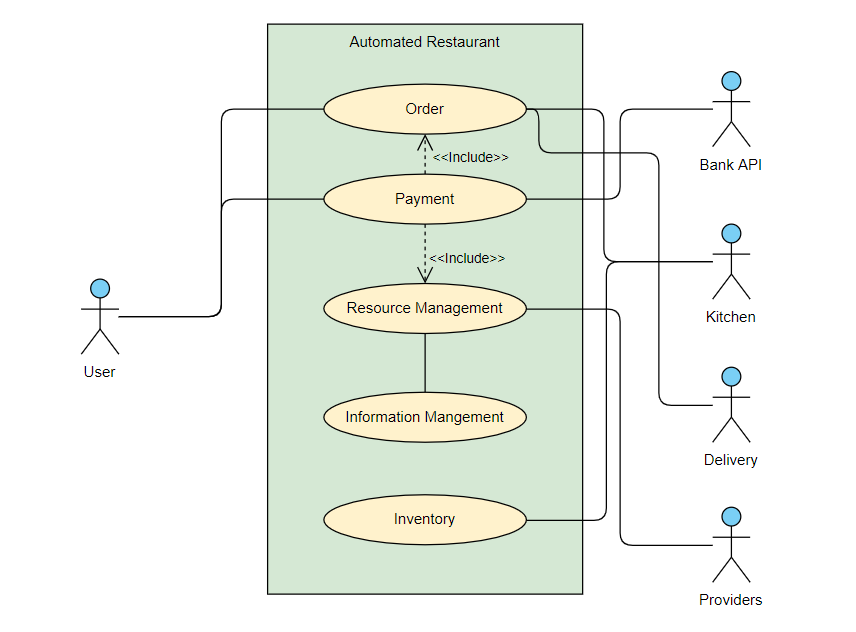 Automated Restaurant
Order
<<Include>>
Payment
<<Include>>
Resource Management
Information Mangement
Inventory
User
Bank API
Kitchen
Delivery
Providers